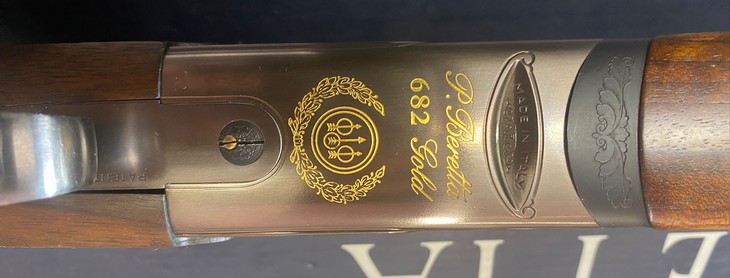 P. Beretta
682 Gold
MADE IN ITALY
PATENT